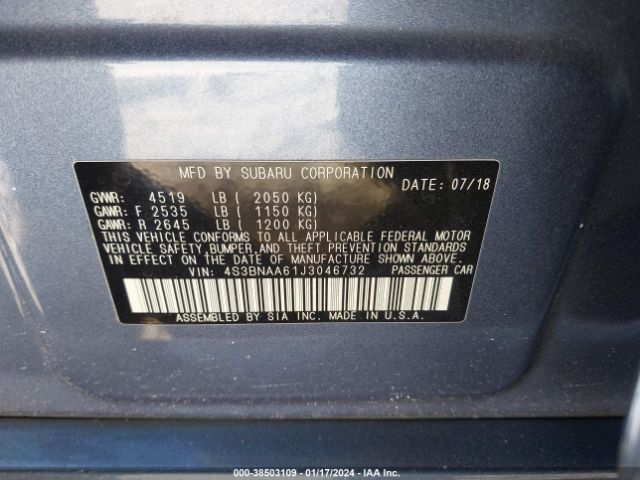 MFD BY SUBARU CORPORATION
DATE: 07/18
GVWR: 4519 LB ( 2050 KG)
GAWR: F 2535 LB ( 1150 KG)
GAWR: R 2645 LB ( 1200 KG)
THIS VEHICLE CONFORMS TO ALL APPLICABLE FEDERAL MOTOR
VEHICLE SAFETY, BUMPER, AND THEFT PREVENTION STANDARDS
IN EFFECT ON THE DATE OF MANUFACTURE SHOWN ABOVE.
VIN: 4S3BNAA61J3046732 PASSENGER CAR
ASSEMBLED BY SIA INC. MADE IN U.S.A.
000-38503109 - 01/17/2024 - IAA Inc.